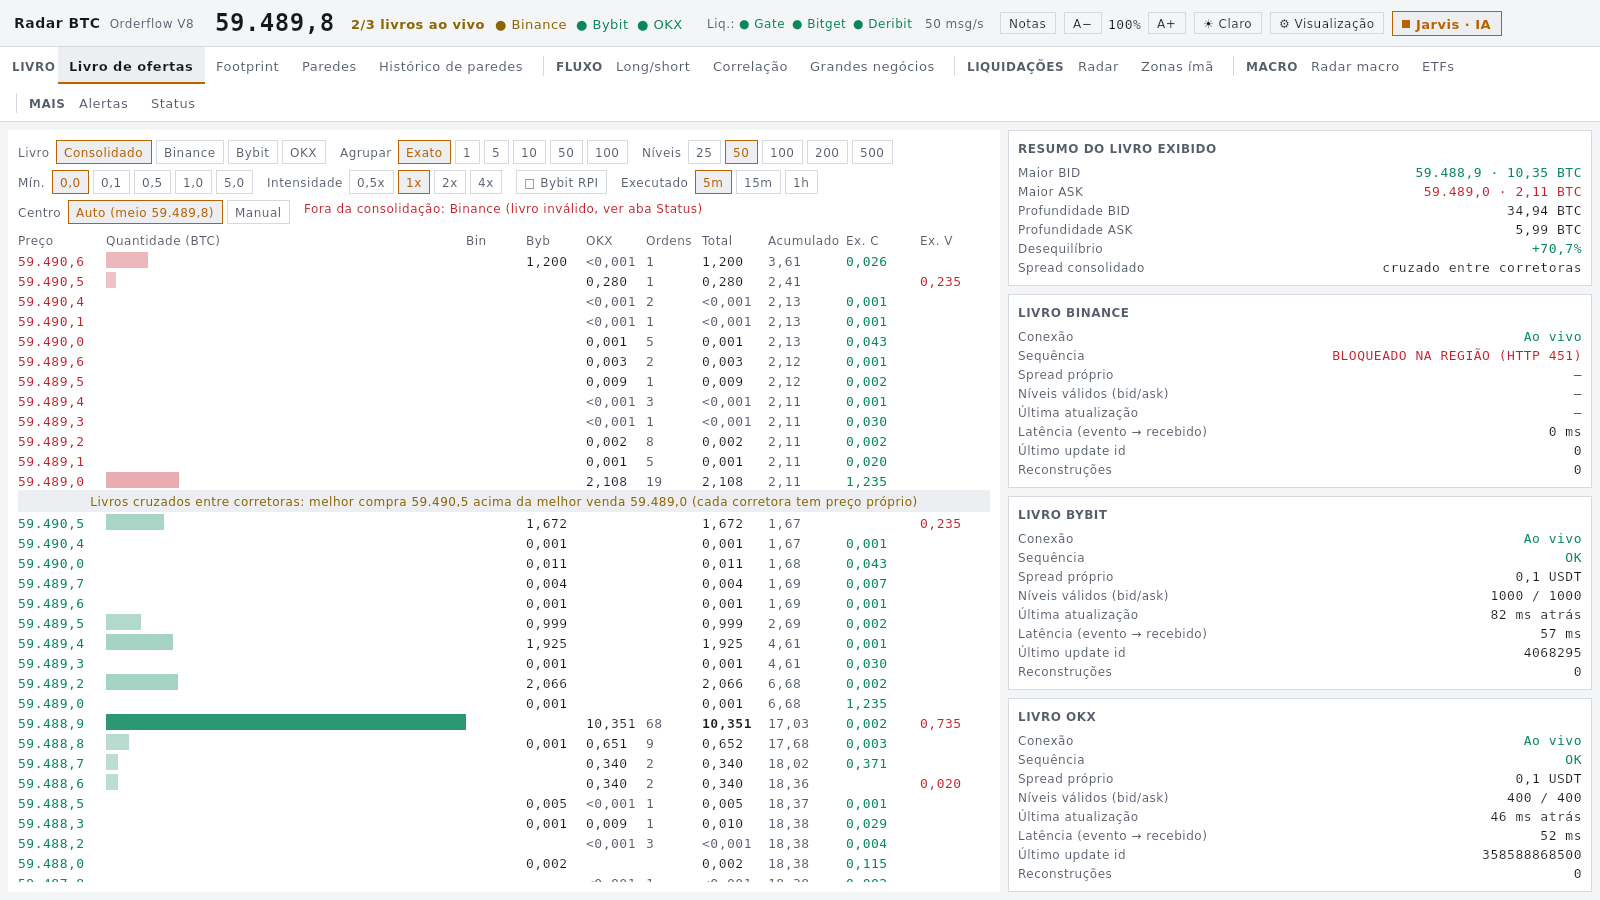 Radar BTC Orderflow V8 59.489,8 2/3 livros ao vivo ● Binance ● Bybit ● OKX Liq.: ● Gate ● Bitget ● Deribit 50 msg/s Notas A− 100% A+ ☀ Claro ⚙ Visualização ■ Jarvis · IA
LIVRO Livro de ofertas Footprint Paredes Histórico de paredes FLUXO Long/short Correlação Grandes negócios LIQUIDAÇÕES Radar Zonas ímã MACRO Radar macro ETFs
MAIS Alertas Status
Livro Consolidado Binance Bybit OKX Agrupar Exato 1 5 10 50 100 Níveis 25 50 100 200 500
Mín. 0,0 0,1 0,5 1,0 5,0 Intensidade 0,5x 1x 2x 4x □ Bybit RPI Executado 5m 15m 1h
Centro Auto (meio 59.489,8) Manual Fora da consolidação: Binance (livro inválido, ver aba Status)
Preço Quantidade (BTC) Bin Byb OKX Ordens Total Acumulado Ex. C Ex. V
59.490,6 1,200 <0,001 1 1,200 3,61 0,026
59.490,5 0,280 1 0,280 2,41 0,235
59.490,4 <0,001 2 <0,001 2,13 0,001
59.490,1 <0,001 1 <0,001 2,13 0,001
59.490,0 0,001 5 0,001 2,13 0,043
59.489,6 0,003 2 0,003 2,12 0,001
59.489,5 0,009 1 0,009 2,12 0,002
59.489,4 <0,001 3 <0,001 2,11 0,001
59.489,3 <0,001 1 <0,001 2,11 0,030
59.489,2 0,002 8 0,002 2,11 0,002
59.489,1 0,001 5 0,001 2,11 0,020
59.489,0 2,108 19 2,108 2,11 1,235
Livros cruzados entre corretoras: melhor compra 59.490,5 acima da melhor venda 59.489,0 (cada corretora tem preço próprio)
59.490,5 1,672 1,672 1,67 0,235
59.490,4 0,001 0,001 1,67 0,001
59.490,0 0,011 0,011 1,68 0,043
59.489,7 0,004 0,004 1,69 0,007
59.489,6 0,001 0,001 1,69 0,001
59.489,5 0,999 0,999 2,69 0,002
59.489,4 1,925 1,925 4,61 0,001
59.489,3 0,001 0,001 4,61 0,030
59.489,2 2,066 2,066 6,68 0,002
59.489,0 0,001 0,001 6,68 1,235
59.488,9 10,351 68 10,351 17,03 0,002 0,735
59.488,8 0,001 0,651 9 0,652 17,68 0,003
59.488,7 0,340 2 0,340 18,02 0,371
59.488,6 0,340 2 0,340 18,36 0,020
59.488,5 0,005 <0,001 1 0,005 18,37 0,001
59.488,3 0,001 0,009 1 0,010 18,38 0,029
59.488,2 <0,001 3 <0,001 18,38 0,004
59.488,0 0,002 0,002 18,38 0,115
RESUMO DO LIVRO EXIBIDO
Maior BID 59.488,9 · 10,35 BTC
Maior ASK 59.489,0 · 2,11 BTC
Profundidade BID 34,94 BTC
Profundidade ASK 5,99 BTC
Desequilíbrio +70,7%
Spread consolidado cruzado entre corretoras
LIVRO BINANCE
Conexão Ao vivo
Sequência BLOQUEADO NA REGIÃO (HTTP 451)
Spread próprio –
Níveis válidos (bid/ask) –
Última atualização –
Latência (evento → recebido) 0 ms
Último update id 0
Reconstruções 0
LIVRO BYBIT
Conexão Ao vivo
Sequência OK
Spread próprio 0,1 USDT
Níveis válidos (bid/ask) 1000 / 1000
Última atualização 82 ms atrás
Latência (evento → recebido) 57 ms
Último update id 4068295
Reconstruções 0
LIVRO OKX
Conexão Ao vivo
Sequência OK
Spread próprio 0,1 USDT
Níveis válidos (bid/ask) 400 / 400
Última atualização 46 ms atrás
Latência (evento → recebido) 52 ms
Último update id 358588868500
Reconstruções 0